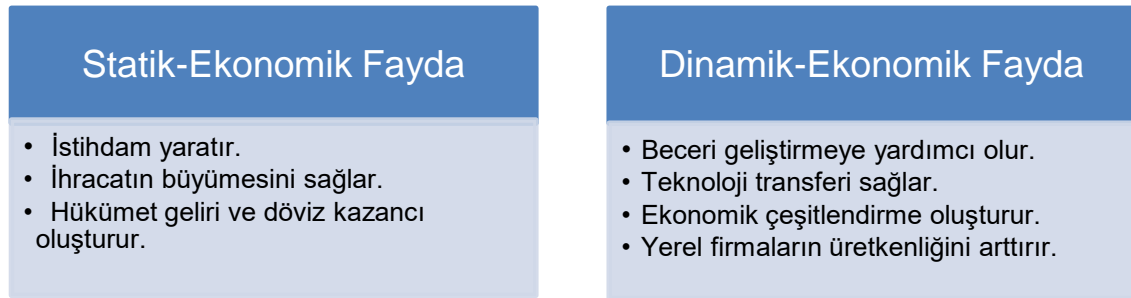 Statik-Ekonomik Fayda
• İstihdam yaratır.
• İhracatın büyümesini sağlar.
• Hükümet geliri ve döviz kazancı
oluşturur.
Dinamik-Ekonomik Fayda
• Beceri geliştirmeye yardımcı olur.
• Teknoloji transferi sağlar.
• Ekonomik çeşitlendirme oluşturur.
• Yerel firmaların üretkenliğini arttırır.